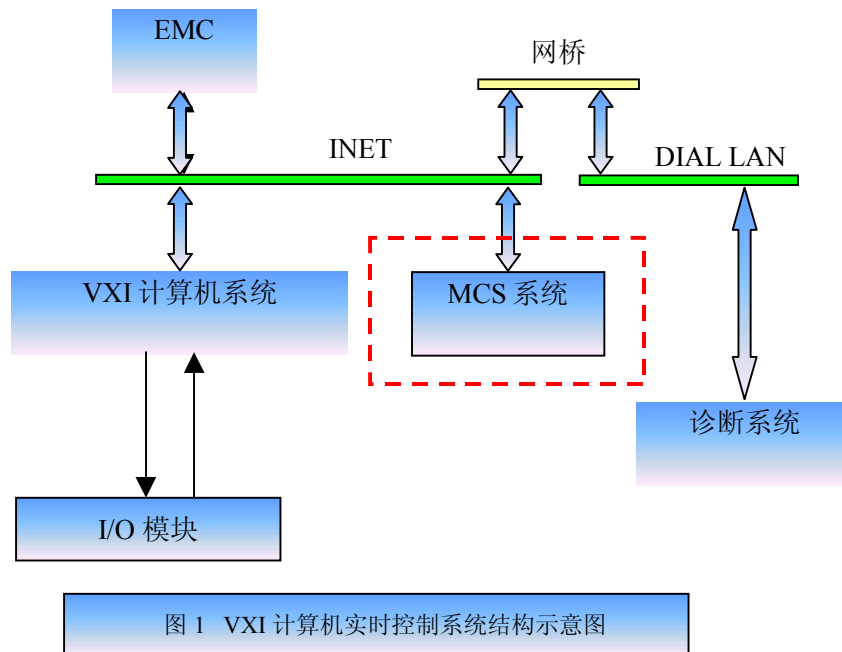 EMC
网桥
INET
DIAL LAN
VXI 计算机系统
MCS 系统
诊断系统
I/O 模块
图 1 VXI 计算机实时控制系统结构示意图